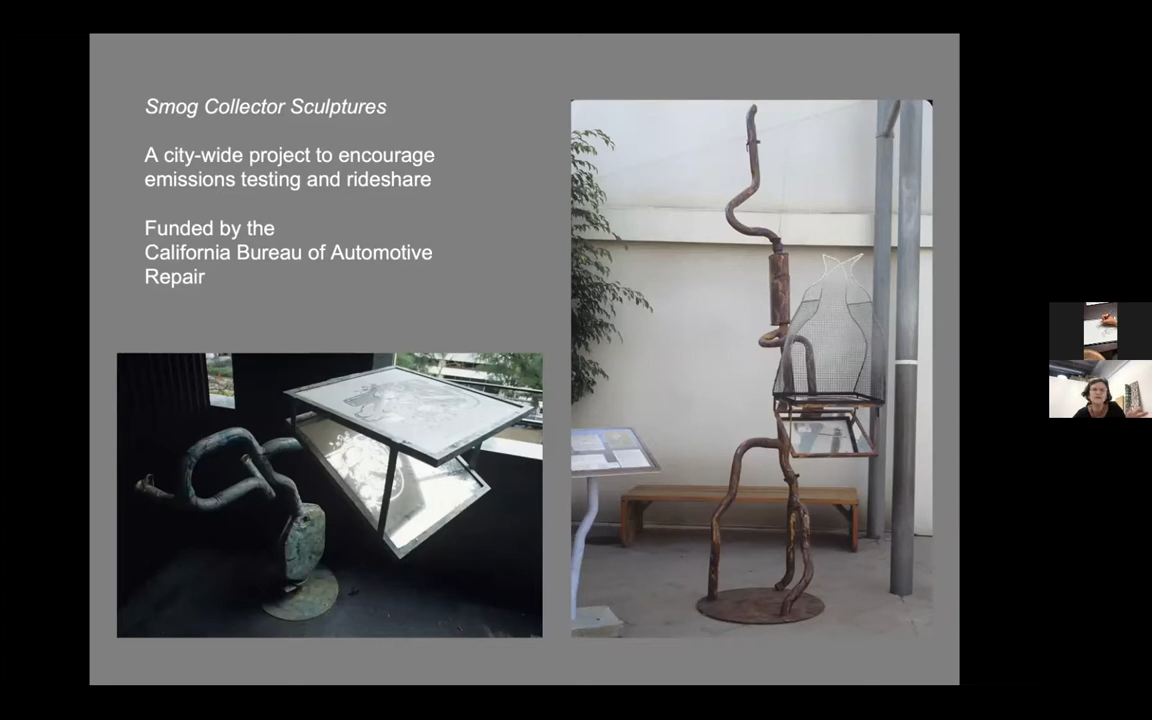 Smog Collector Sculptures
A city-wide project to encourage
emissions testing and rideshare
Funded by the
California Bureau of Automotive
Repair